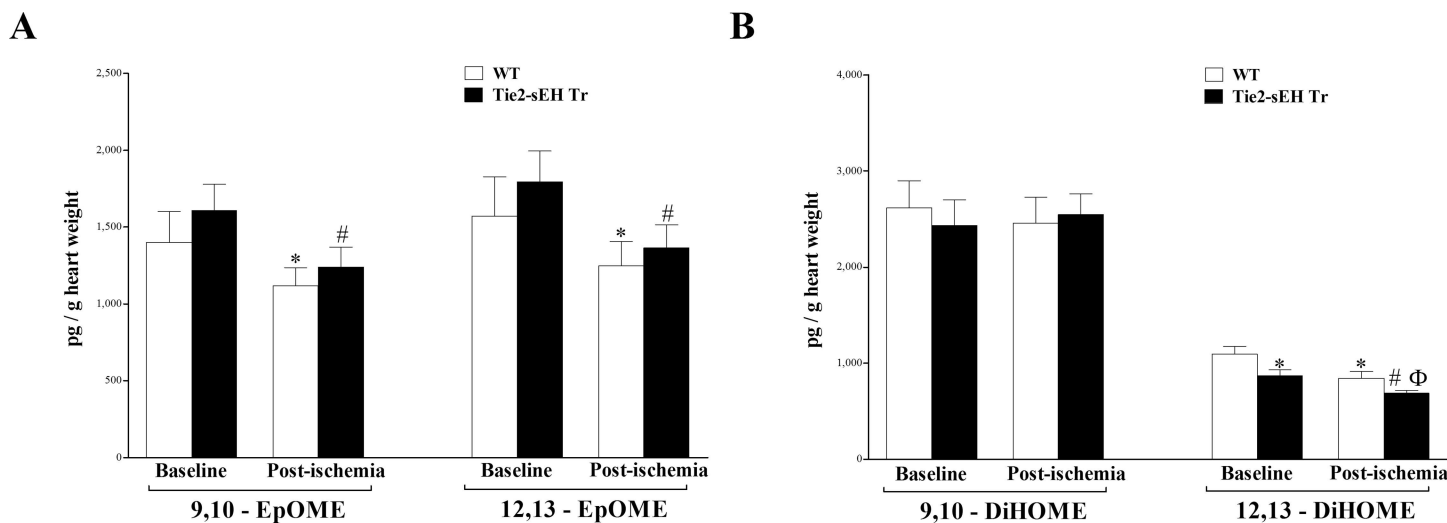 A
B
WT
Tie2-sEH Tr
2,500
2,000
1,500
1,000
500
0
pg / g heart weight
*
#
*
#
Baseline
Post-ischemia
Baseline
Post-ischemia
9,10 - EpOME
12,13 - EpOME
WT
Tie2-sEH Tr
4,000
3,000
2,000
1,000
0
pg / g heart weight
*
*
# Φ
Baseline
Post-ischemia
Baseline
Post-ischemia
9,10 - DiHOME
12,13 - DiHOME